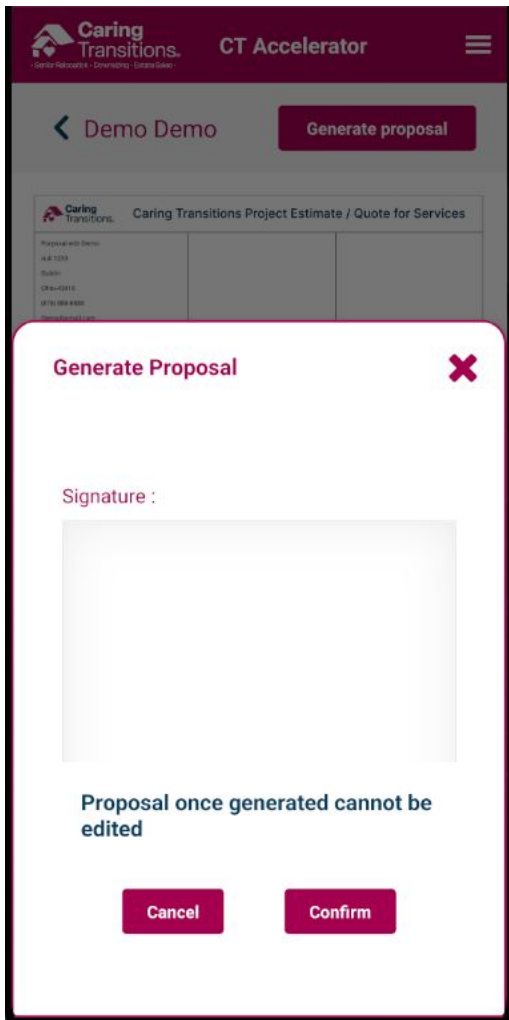 Caring
Transitions.
- Senior Relocation - Downsizing - Estate Sales -
CT Accelerator
Demo Demo
Generate proposal
Caring
Transitions.
Caring Transitions Project Estimate / Quote for Services
Dublin
Generate Proposal
Signature :
Proposal once generated cannot be
edited
Cancel
Confirm